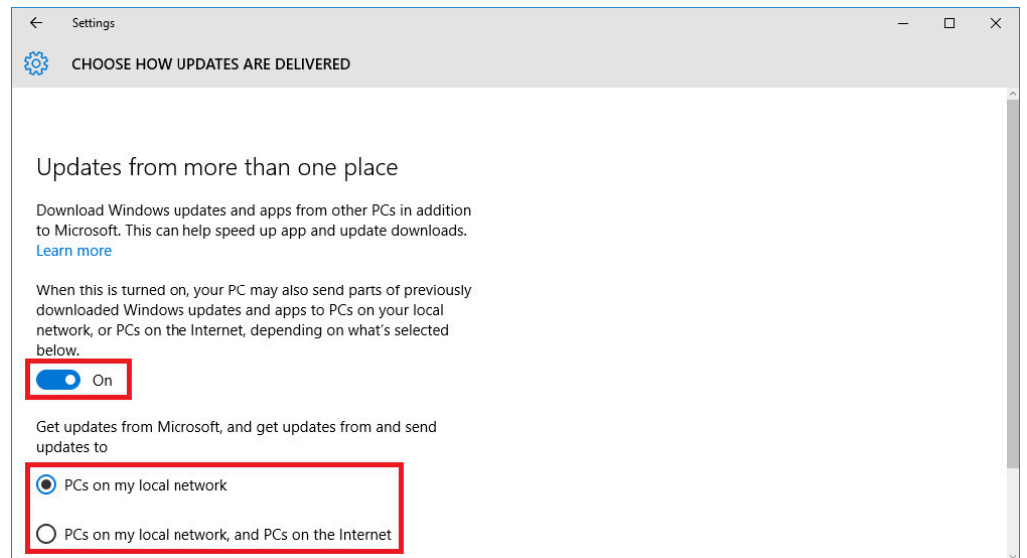 Settings
CHOOSE HOW UPDATES ARE DELIVERED
Updates from more than one place
Download Windows updates and apps from other PCs in addition
to Microsoft. This can help speed up app and update downloads.
Learn more
When this is turned on, your PC may also send parts of previously
downloaded Windows updates and apps to PCs on your local
network, or PCs on the Internet, depending on what's selected
below.
On
Get updates from Microsoft, and get updates from and send
updates to
PCs on my local network
PCs on my local network, and PCs on the Internet